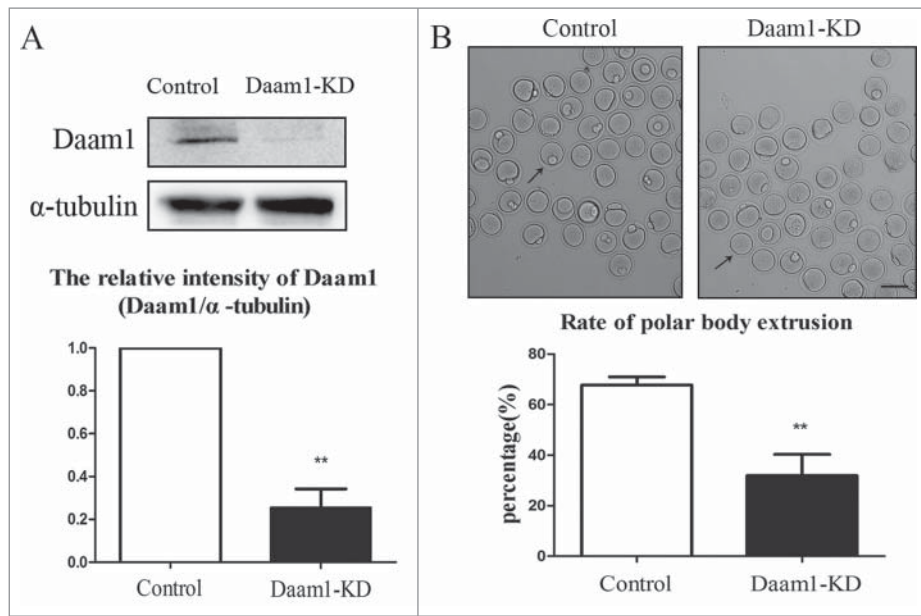 A
Control Daam1-KD
Daam1
α-tubulin
The relative intensity of Daam1
(Daam1/α -tubulin)
1.0
0.8
0.6
0.4
0.2
0.0
**
Control Daam1-KD
B
Control Daam1-KD
Rate of polar body extrusion
percentage(%)
80
60
40
20
0
**
Control Daam1-KD